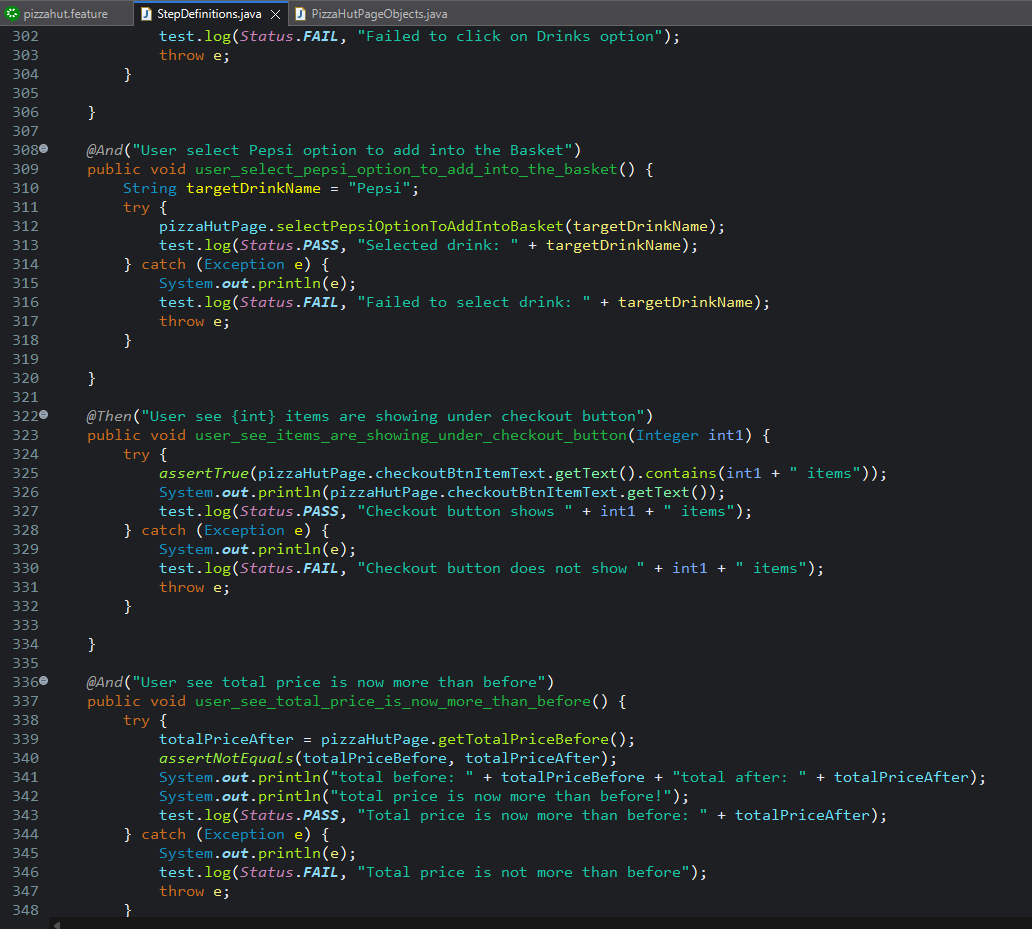 pizzahut.feature StepDefinitions.java PizzaHutPageObjects.java
302 test.log(Status.FAIL, "Failed to click on Drinks option");
303 throw e;
304 }
305
306 }
307
308 @And("User select Pepsi option to add into the Basket")
309 public void user_select_pepsi_option_to_add_into_the_basket() {
310 String targetDrinkName = "Pepsi";
311 try {
312 pizzaHutPage.selectPepsiOptionToAddIntoBasket(targetDrinkName);
313 test.log(Status.PASS, "Selected drink: " + targetDrinkName);
314 } catch (Exception e) {
315 System.out.println(e);
316 test.log(Status.FAIL, "Failed to select drink: " + targetDrinkName);
317 throw e;
318 }
319
320 }
321
322 @Then("User see {int} items are showing under checkout button")
323 public void user_see_items_are_showing_under_checkout_button(Integer int1) {
324 try {
325 assertTrue(pizzaHutPage.checkoutBtnItemText.getText().contains(int1 + " items"));
326 System.out.println(pizzaHutPage.checkoutBtnItemText.getText());
327 test.log(Status.PASS, "Checkout button shows " + int1 + " items");
328 } catch (Exception e) {
329 System.out.println(e);
330 test.log(Status.FAIL, "Checkout button does not show " + int1 + " items");
331 throw e;
332 }
333
334 }
335
336 @And("User see total price is now more than before")
337 public void user_see_total_price_is_now_more_than_before() {
338 try {
339 totalPriceAfter = pizzaHutPage.getTotalPriceBefore();
340 assertNotEquals(totalPriceBefore, totalPriceAfter);
341 System.out.println("total before: " + totalPriceBefore + "total after: " + totalPriceAfter);
342 System.out.println("total price is now more than before!");
343 test.log(Status.PASS, "Total price is now more than before: " + totalPriceAfter);
344 } catch (Exception e) {
345 System.out.println(e);
346 test.log(Status.FAIL, "Total price is not more than before");
347 throw e;
348 }